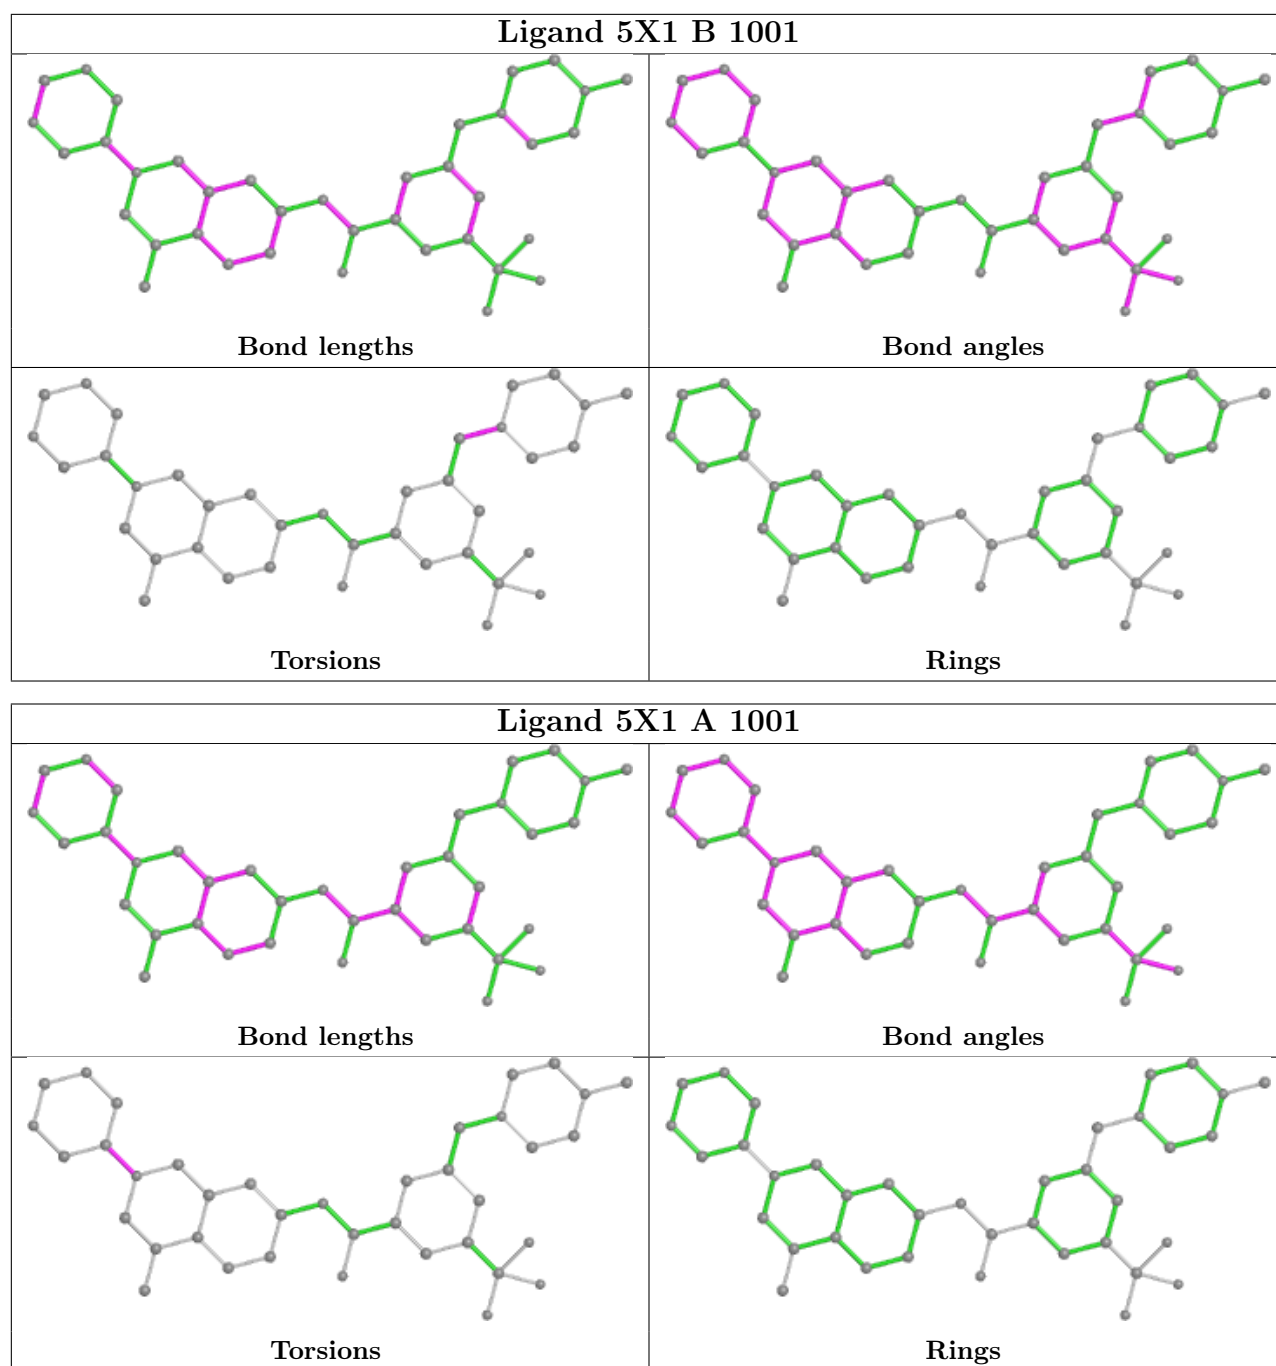 Ligand 5X1 B 1001
Bond lengths
Bond angles
Torsions
Rings
Ligand 5X1 A 1001
Bond lengths
Bond angles
Torsions
Rings